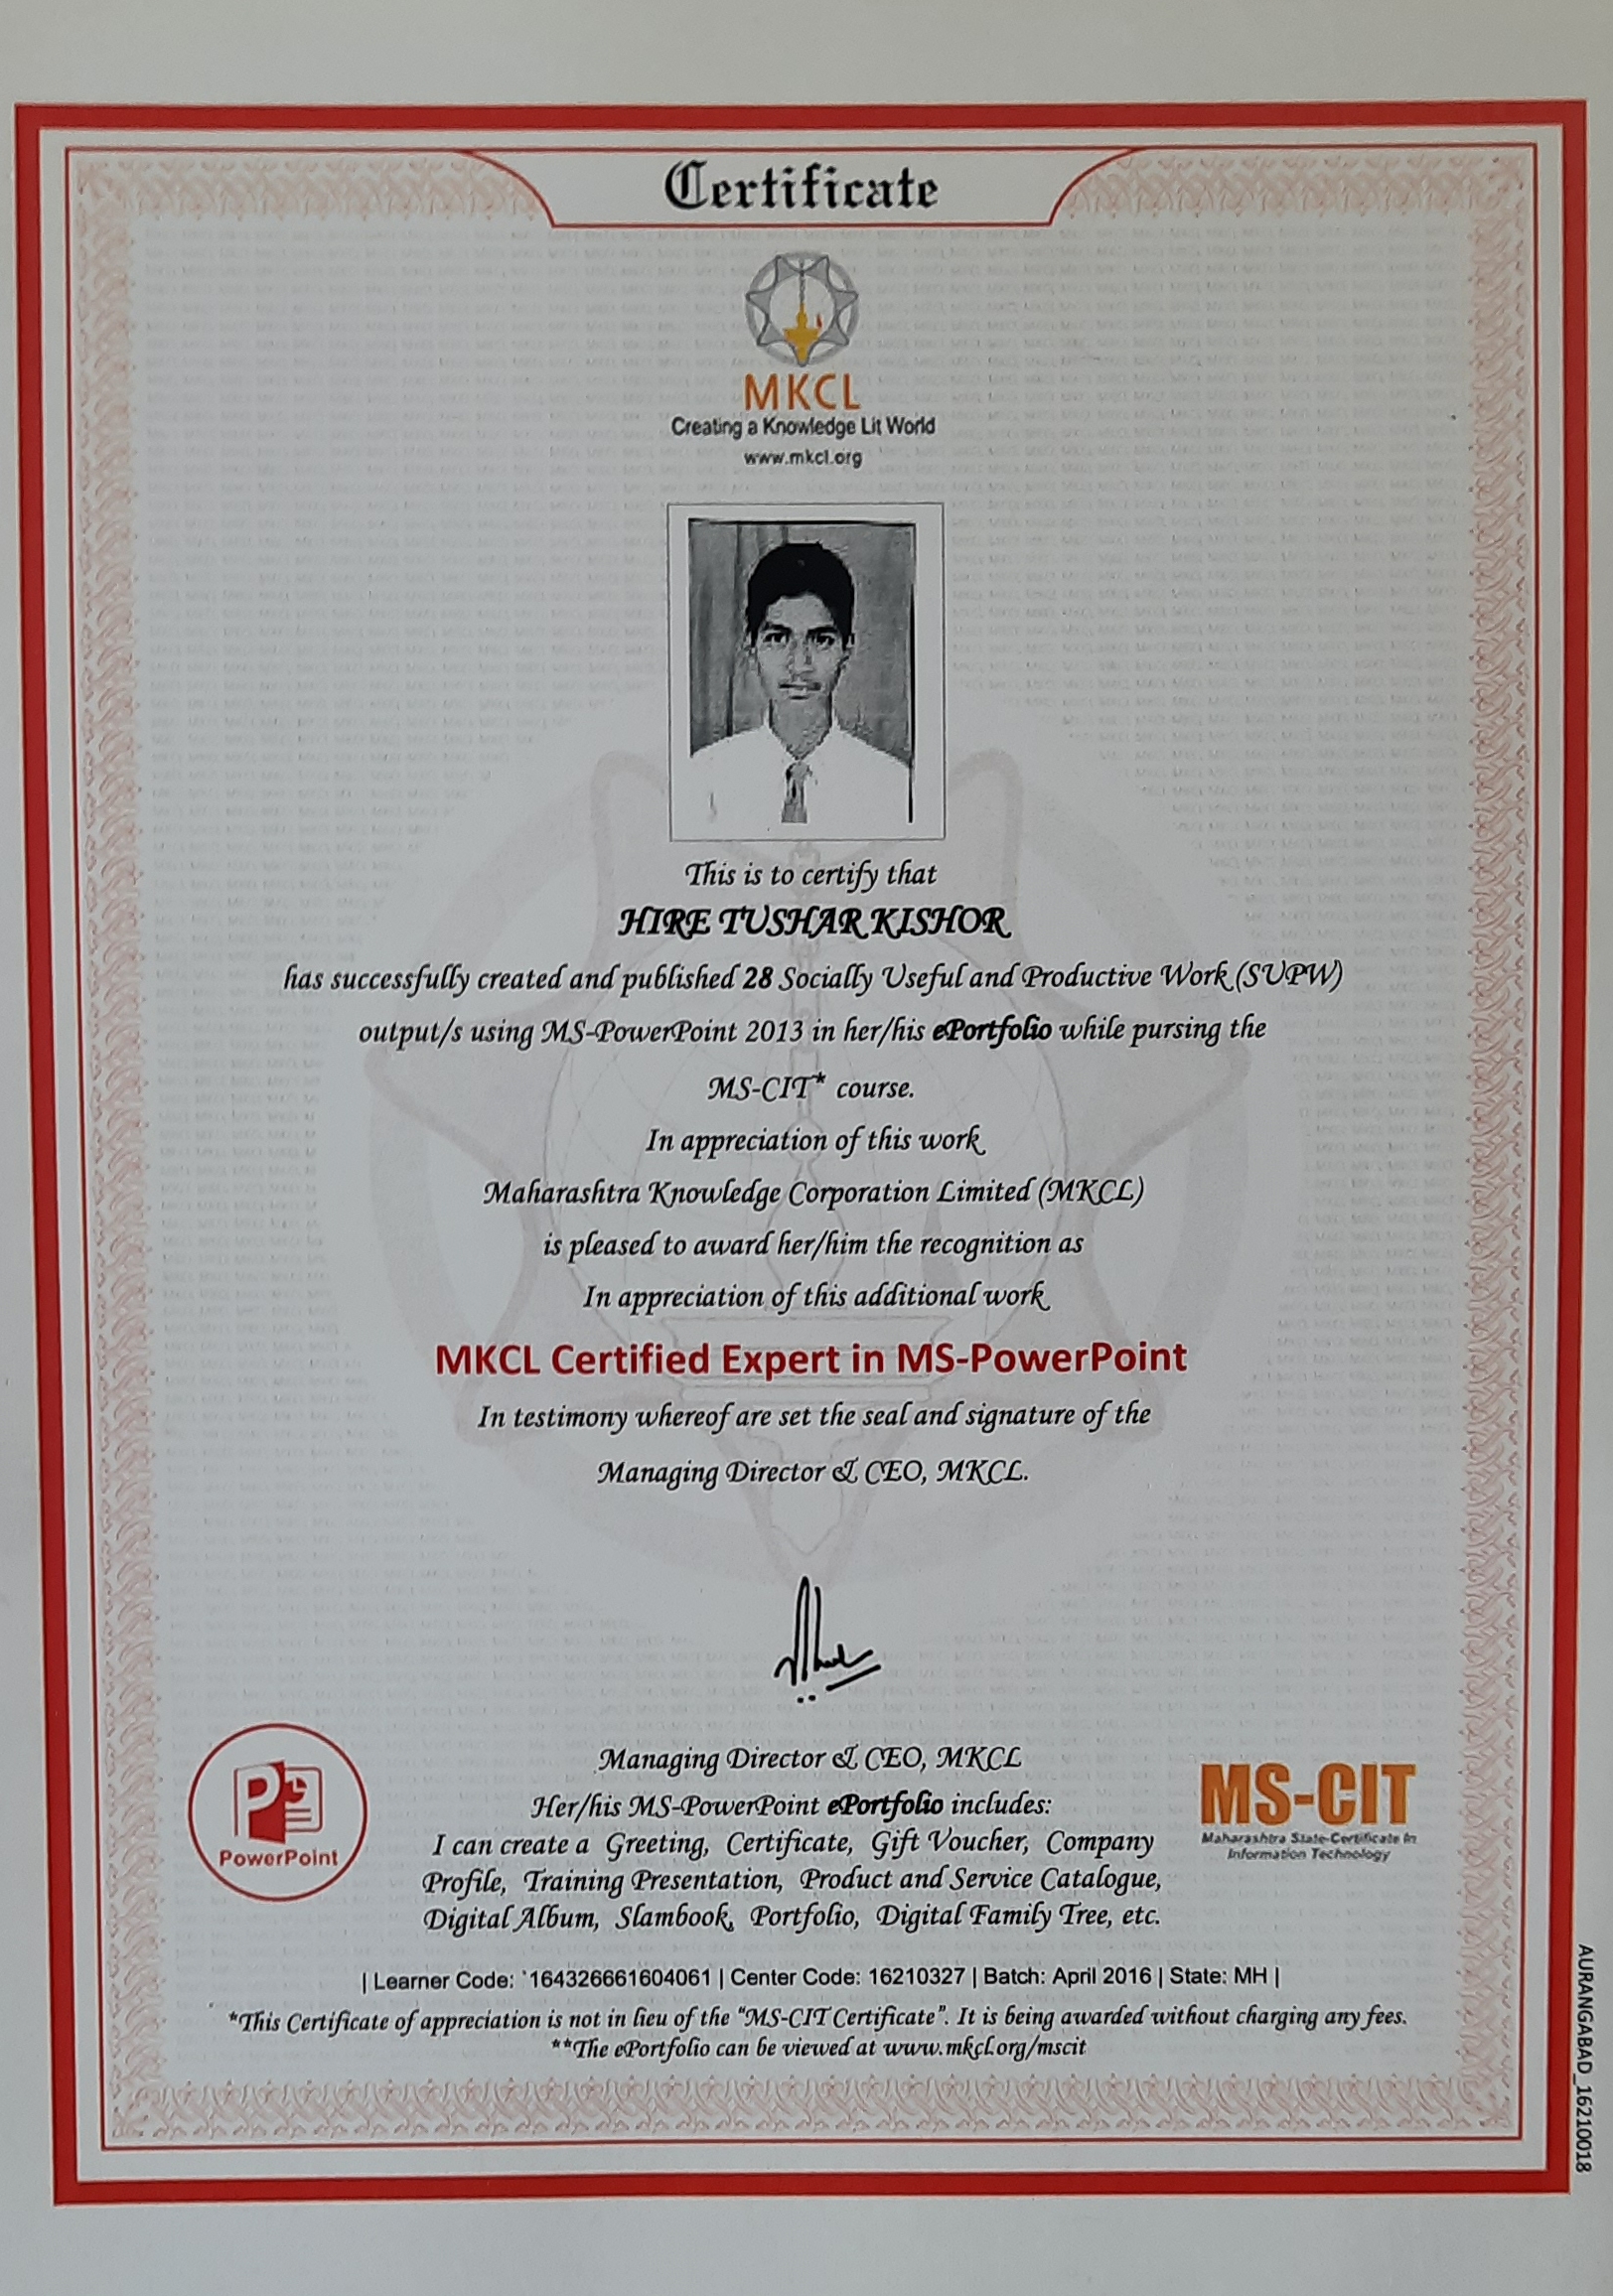 Certificate
MKCL
Creating a Knowledge Lit World
www.mkcl.org
This is to certify that
HIRE TUSHAR KISHOR
has successfully created and published 28 Socially Useful and Productive Work (SUPW)
output/s using MS-PowerPoint 2013 in her/his ePortfolio while pursing the
MS-CIT* course.
In appreciation of this work
Maharashtra Knowledge Corporation Limited (MKCL)
is pleased to award her/him the recognition as
In appreciation of this additional work
MKCL Certified Expert in MS-PowerPoint
In testimony whereof are set the seal and signature of the
Managing Director & CEO, MKCL.
Managing Director & CEO, MKCL
Her/his MS-PowerPoint ePortfolio includes:
I can create a Greeting, Certificate, Gift Voucher, Company
Profile, Training Presentation, Product and Service Catalogue,
Digital Album, Slambook, Portfolio, Digital Family Tree, etc.
PowerPoint
MS-CIT
Maharashtra State-Certificate In
Information Technology
| Learner Code: `164326661604061 | Center Code: 16210327 | Batch: April 2016 | State: MH |
*This Certificate of appreciation is not in lieu of the "MS-CIT Certificate". It is being awarded without charging any fees.
**The ePortfolio can be viewed at www.mkcl.org/mscit
AURANGABAD_16210018